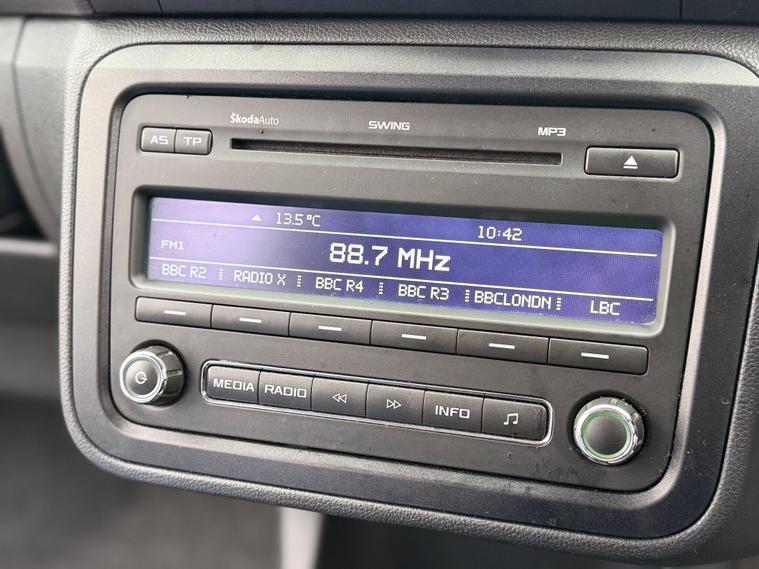 ŠkodaAuto SWING MP3
AS TP
13.5 °C 10:42
FM1 88.7 MHz
BBC R2 RADIO X BBC R4 BBC R3 BBCLONDN LBC
MEDIA RADIO INFO